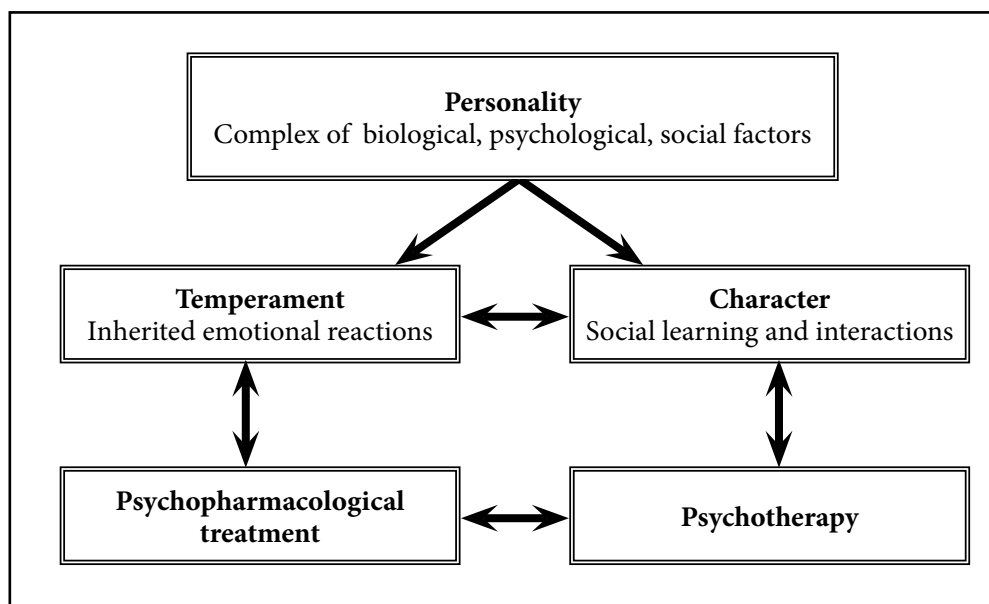 Personality
Complex of biological, psychological, social factors
Temperament
Inherited emotional reactions
Character
Social learning and interactions
Psychopharmacological
treatment
Psychotherapy